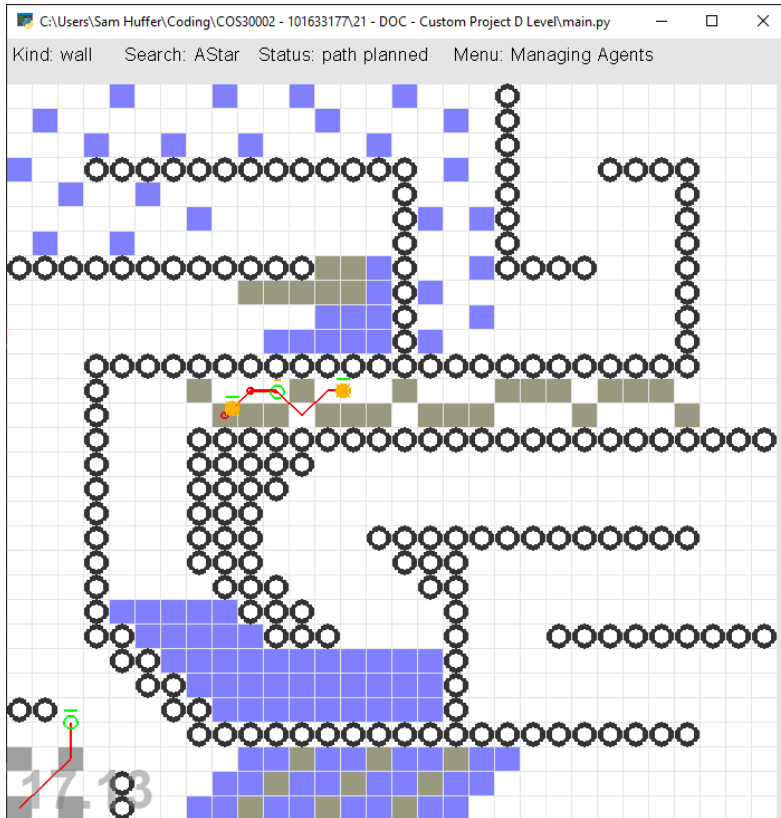 C:\Users\Sam Huffer\Coding\COS30002 - 101633177\21 - DOC - Custom Project D Level\main.py
Kind: wall Search: AStar Status: path planned Menu: Managing Agents
17.13